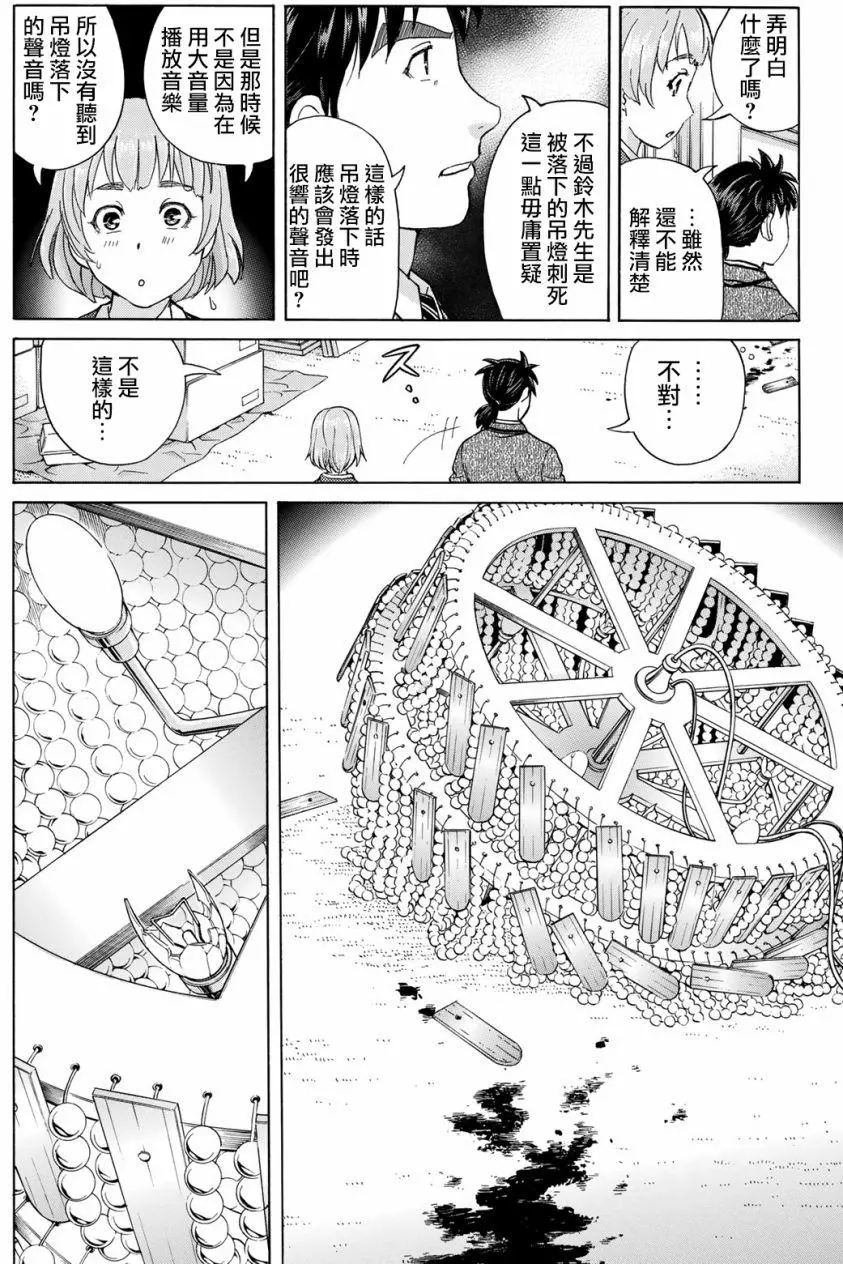 弄明白
什麼了嗎?
…雖然
還不能
解釋清楚
不過鈴木先生是
被落下的吊燈刺死
這一點毋庸置疑
這樣的話
吊燈落下時
應該會發出
很響的聲音吧?
但是那時候
不是因為在
用大音量
播放音樂
所以沒有聽到
吊燈落下
的聲音嗎?
……
不對…
ス
不是
這樣的…